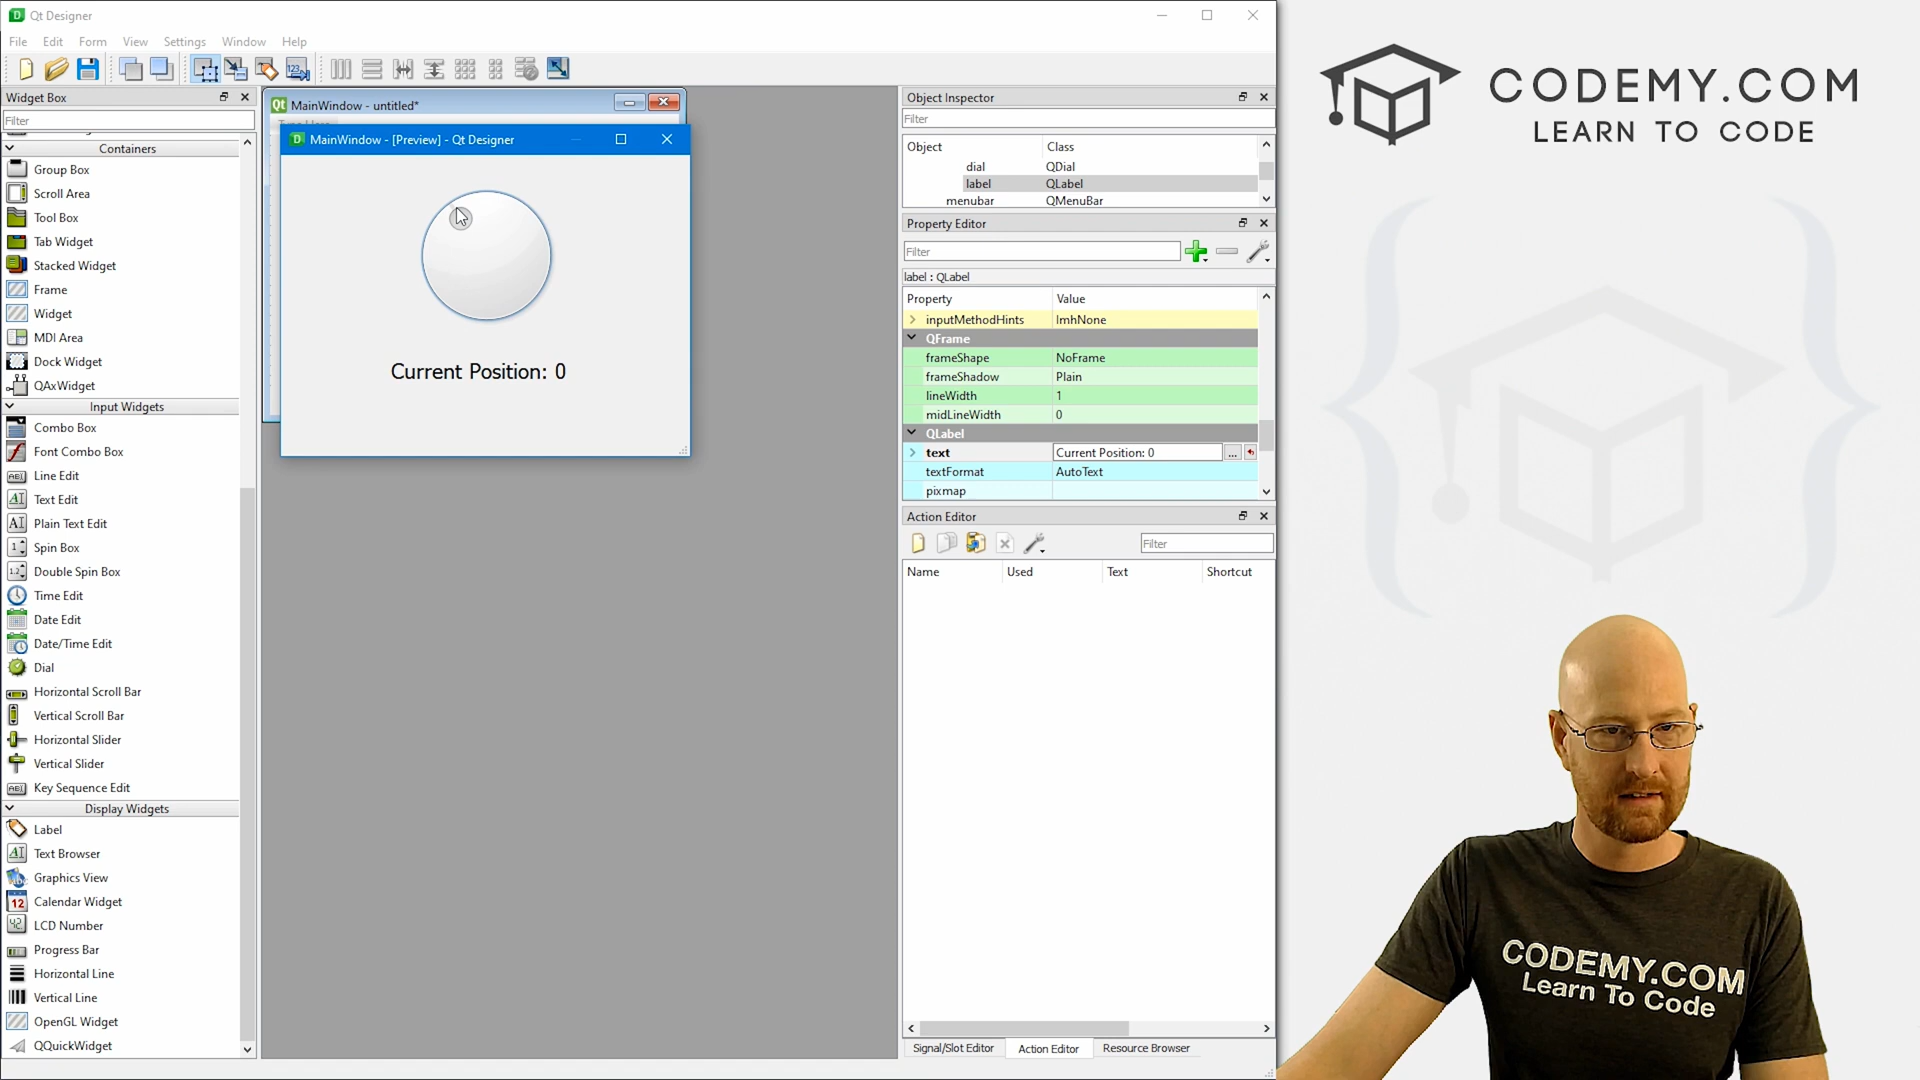 Qt Designer
File Edit Form View Settings Window Help
Widget Box
Filter
Containers
Group Box
Scroll Area
Tool Box
Tab Widget
Stacked Widget
Frame
Widget
MDI Area
Dock Widget
QAxWidget
Input Widgets
Combo Box
Font Combo Box
Line Edit
Text Edit
Plain Text Edit
Spin Box
Double Spin Box
Time Edit
Date Edit
Date/Time Edit
Dial
Horizontal Scroll Bar
Vertical Scroll Bar
Horizontal Slider
Vertical Slider
Key Sequence Edit
Display Widgets
Label
Text Browser
Graphics View
Calendar Widget
LCD Number
Progress Bar
Horizontal Line
Vertical Line
OpenGL Widget
QQuickWidget
MainWindow - untitled*
MainWindow - [Preview] - Qt Designer
Current Position: 0
Object Inspector
Filter
Object Class
dial QDial
label QLabel
menubar QMenuBar
Property Editor
Filter
label : QLabel
Property Value
inputMethodHints ImhNone
QFrame
frameShape NoFrame
frameShadow Plain
lineWidth 1
midLineWidth 0
QLabel
text Current Position: 0 ...
textFormat AutoText
pixmap
Action Editor
Filter
Name Used Text Shortcut
Signal/Slot Editor Action Editor Resource Browser
CODEMY.COM
LEARN TO CODE
CODEMY.COM
Learn To Code